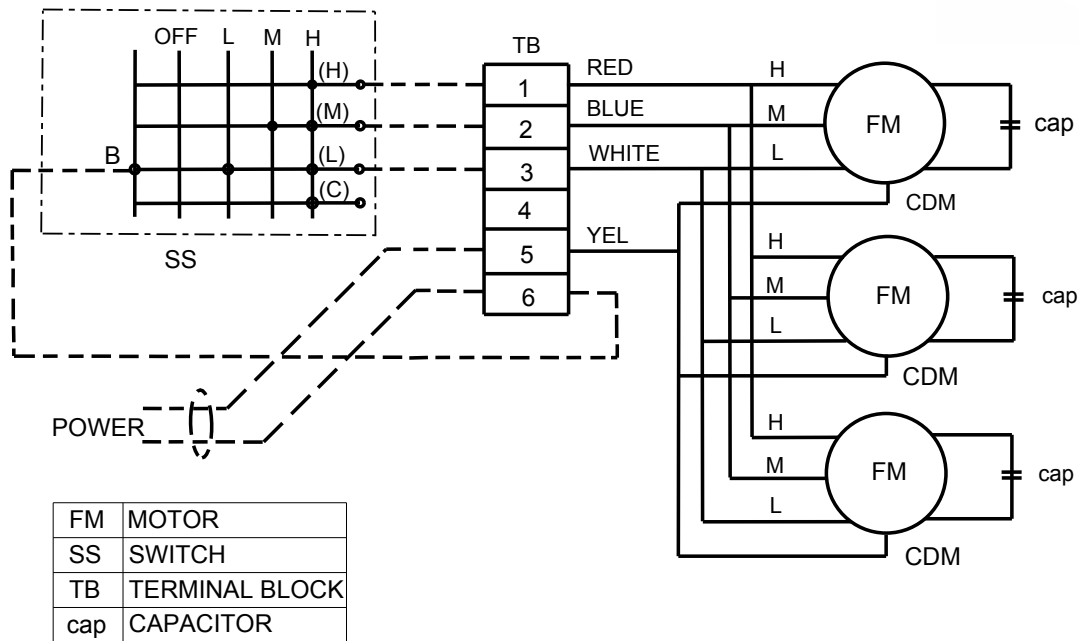 OFF L M H
TB
(H)
1 RED H
(M)
2 BLUE M FM cap
B (L)
3 WHITE L
(C)
4 CDM
SS
5 YEL H
6 M FM cap
L
CDM
POWER
H
M FM cap
L
CDM
FM MOTOR
SS SWITCH
TB TERMINAL BLOCK
cap CAPACITOR